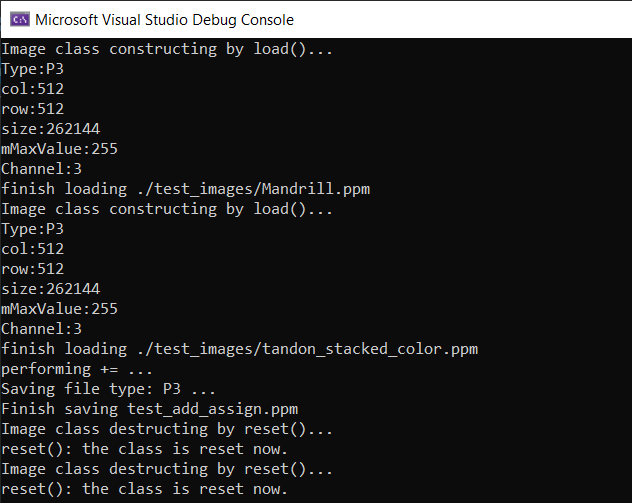 Microsoft Visual Studio Debug Console
Image class constructing by load()...
Type:P3
col:512
row:512
size:262144
mMaxValue:255
Channel:3
finish loading ./test_images/Mandrill.ppm
Image class constructing by load()...
Type:P3
col:512
row:512
size:262144
mMaxValue:255
Channel:3
finish loading ./test_images/tandon_stacked_color.ppm
performing += ...
Saving file type: P3 ...
Finish saving test_add_assign.ppm
Image class destructing by reset()...
reset(): the class is reset now.
Image class destructing by reset()...
reset(): the class is reset now.